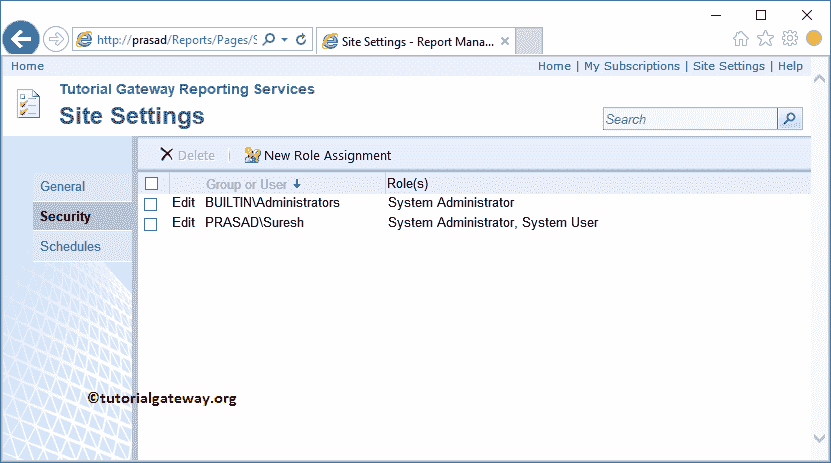 http://prasad/Reports/Pages/S
Site Settings - Report Mana...
Home
Home | My Subscriptions | Site Settings | Help
Tutorial Gateway Reporting Services
Site Settings
Search
Delete | New Role Assignment
General
Security
Schedules
Group or User Role(s)
Edit BUILTIN\Administrators System Administrator
Edit PRASAD\Suresh System Administrator, System User
©tutorialgateway.org